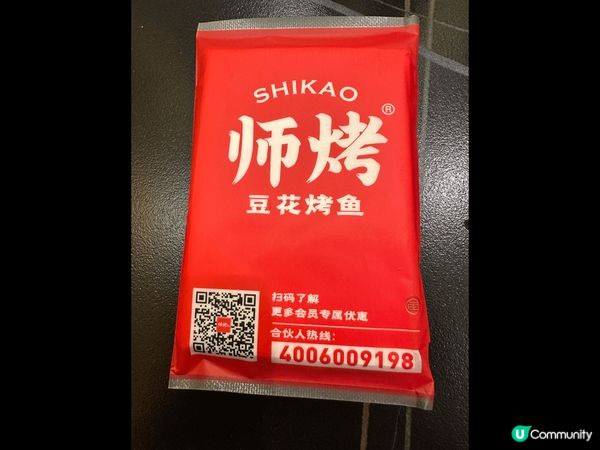 SHIKAO
师烤®
豆花烤鱼
扫码了解
更多会员专属优惠
合伙人热线：
4006009198
U Community